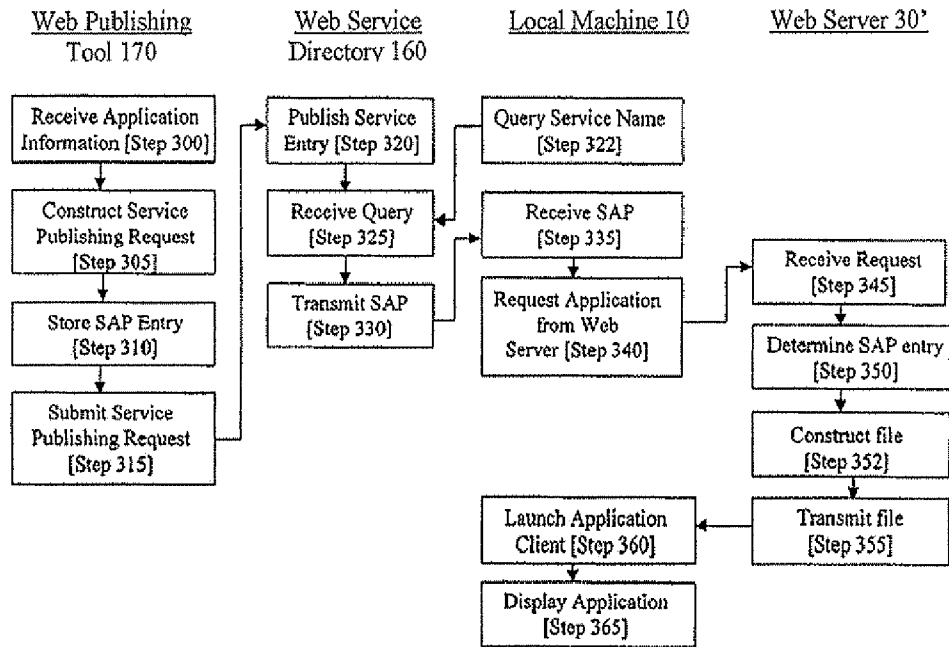 Web Publishing
Tool 170
Web Service
Directory 160
Local Machine 10
Web Server 30’
Receive Application
Information [Step 300]
Construct Service
Publishing Request
[Step 305]
Store SAP Entry
[Step 310]
Submit Service
Publishing Request
[Step 315]
Publish Service
Entry [Step 320]
Receive Query
[Step 325]
Transmit SAP
[Step 330]
Query Service Name
[Step 322]
Receive SAP
[Step 335]
Request Application
from Web
Server [Step 340]
Receive Request
[Step 345]
Determine SAP entry
[Step 350]
Construct file
[Step 352]
Transmit file
[Step 355]
Launch Application
Client [Step 360]
Display Application
[Step 365]